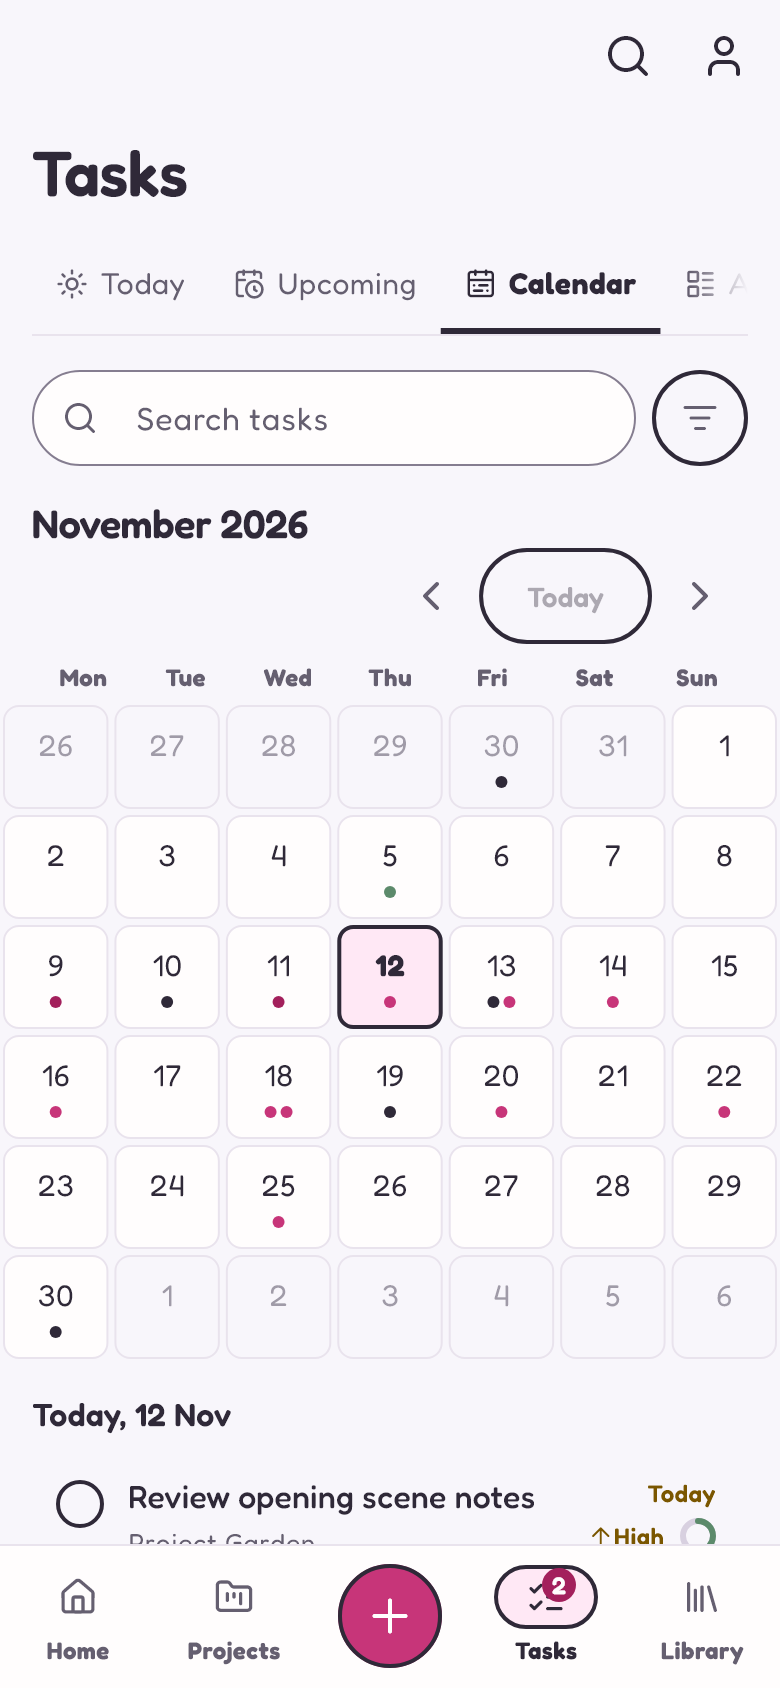 Tasks
Today Upcoming Calendar
Search tasks
November 2026
Today
Mon Tue Wed Thu Fri Sat Sun
26 27 28 29 30 31 1
2 3 4 5 6 7 8
9 10 11 12 13 14 15
16 17 18 19 20 21 22
23 24 25 26 27 28 29
30 1 2 3 4 5 6
Today, 12 Nov
Review opening scene notes Today
Project Garden High
2
Home Projects Tasks Library